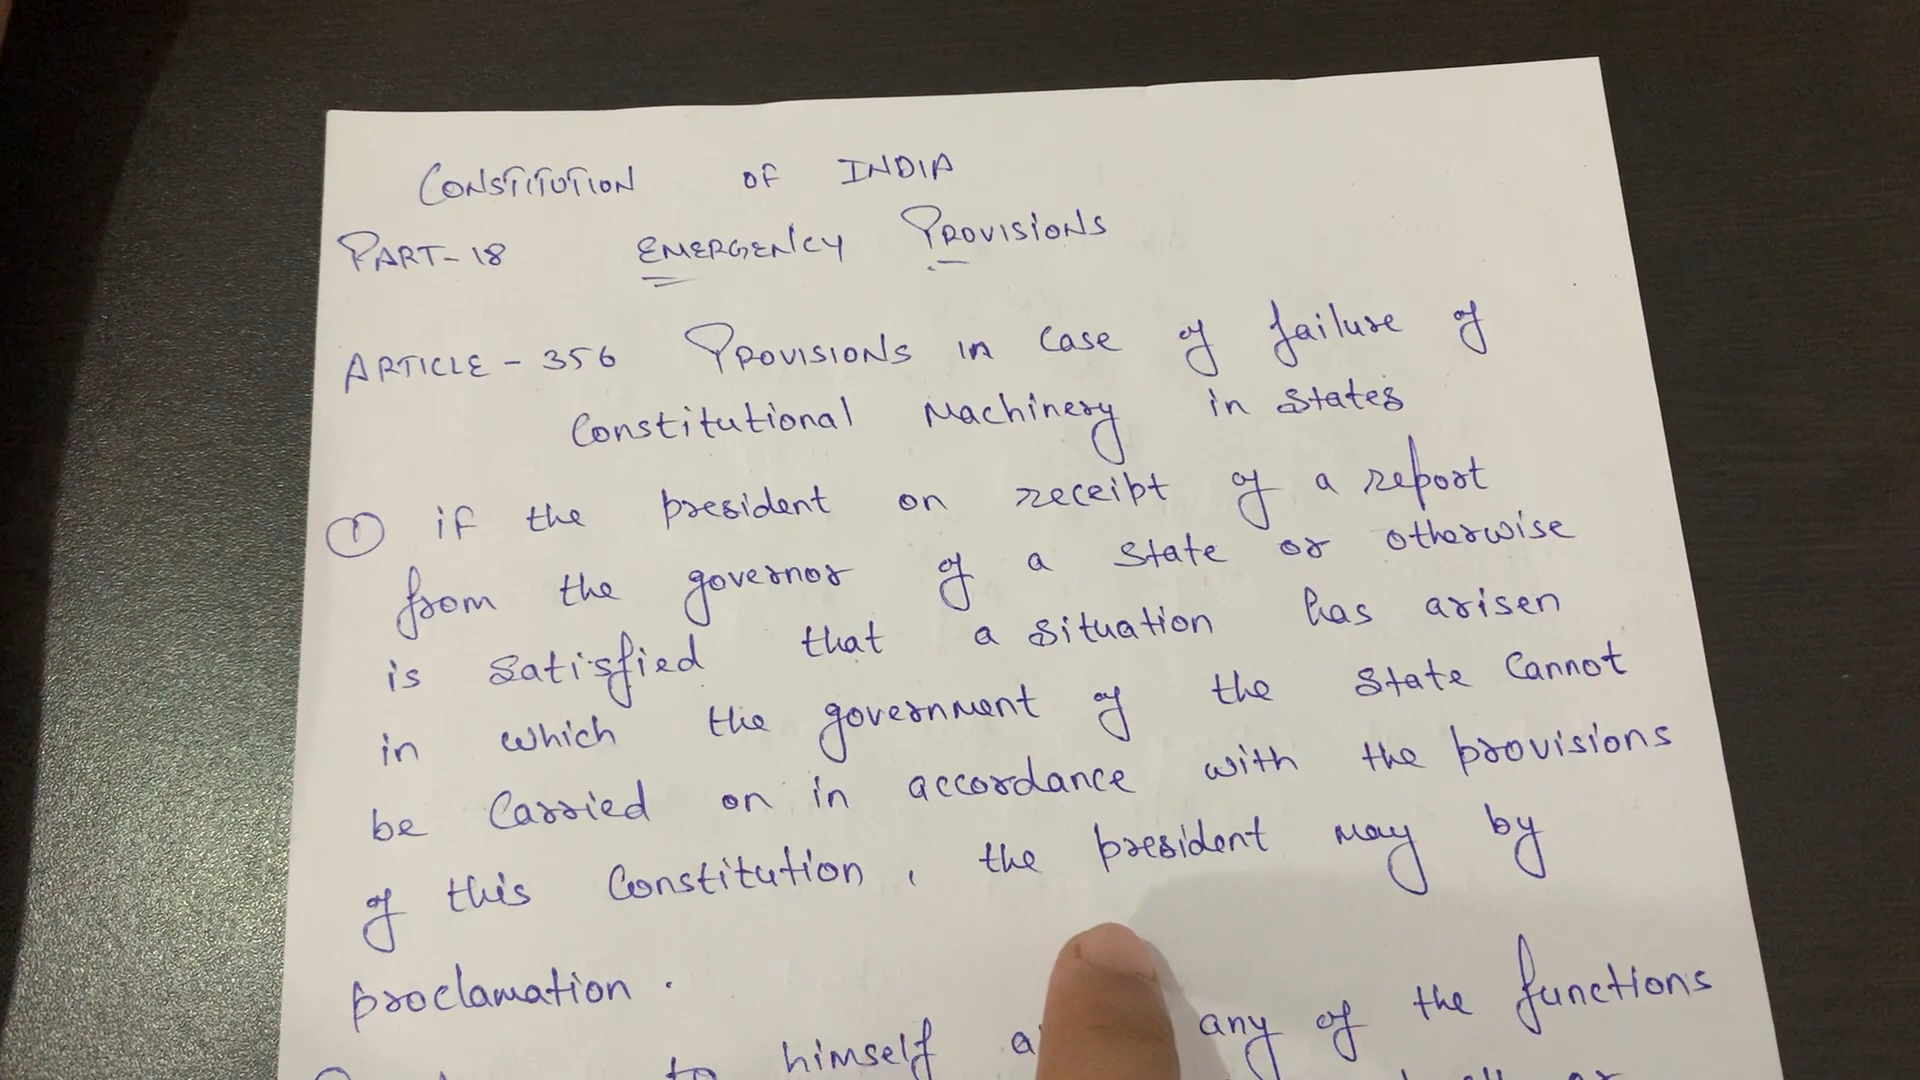 CONSTITUTION OF INDIA
PART-18 EMERGENCY PROVISIONS
ARTICLE - 356 PROVISIONS in Case of failure of
Constitutional Machinery in States
① if the president on receipt of a report
from the governor of a State or otherwise
is satisfied that a situation has arisen
in which the government of the State Cannot
be Carried on in accordance with the provisions
of this Constitution, the president may by
proclamation.
to himself any of the functions